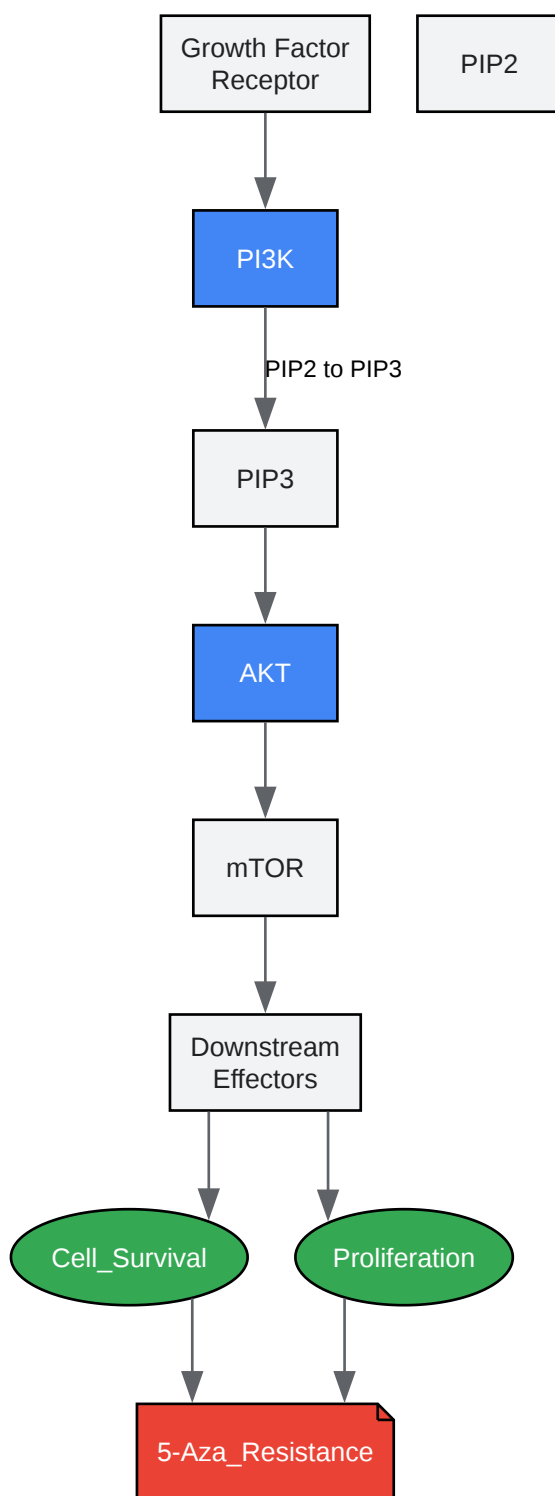 Growth Factor
Receptor
PIP2
PI3K
PIP2 to PIP3
PIP3
AKT
mTOR
Downstream
Effectors
Cell_Survival
Proliferation
5-Aza_Resistance